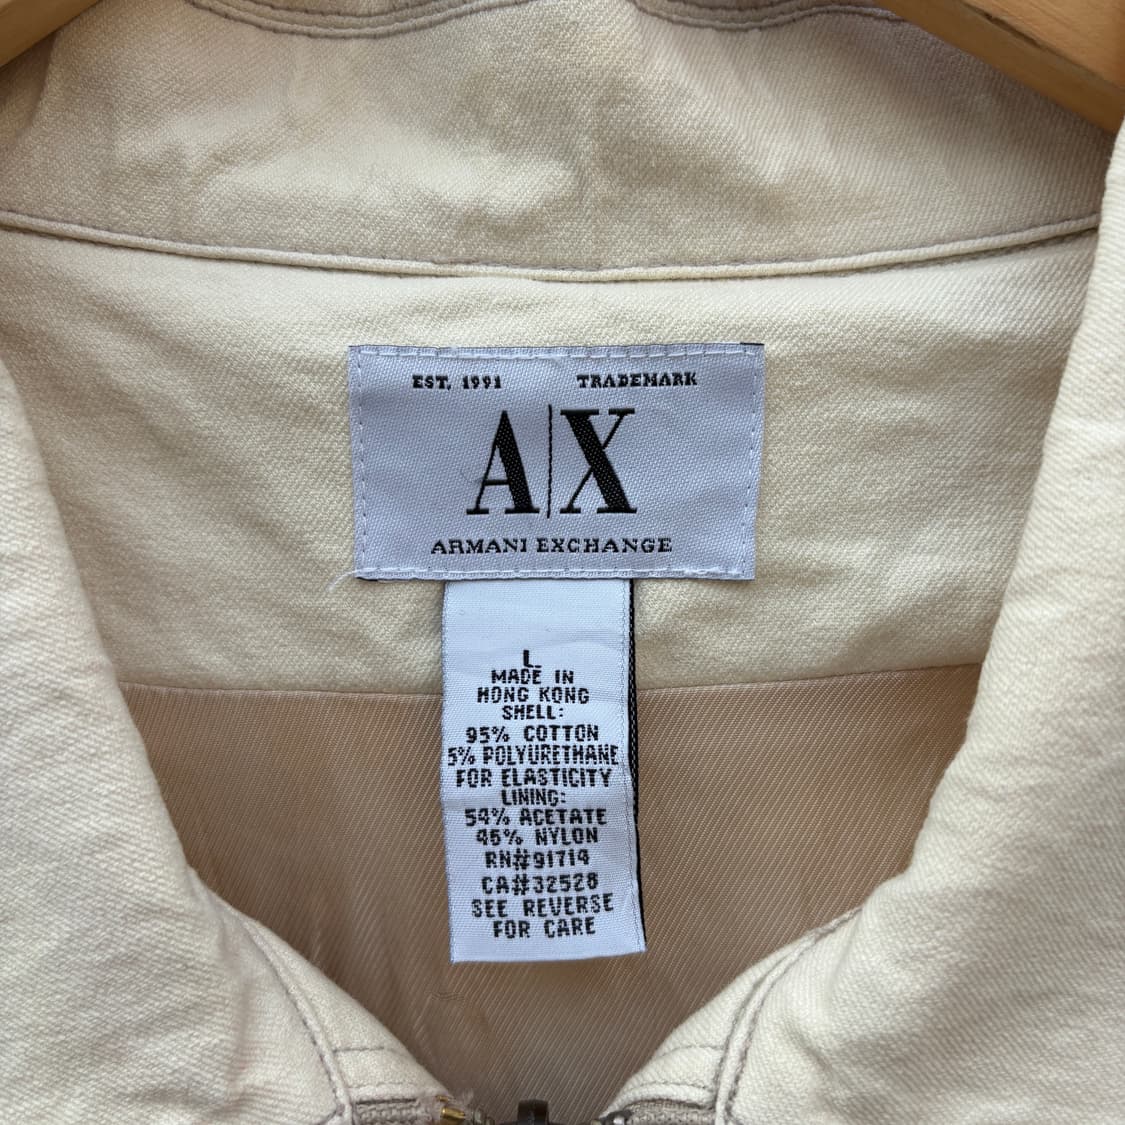 EST. 1991 TRADEMARK
A|X
ARMANI EXCHANGE
L
MADE IN
HONG KONG
SHELL:
95% COTTON
5% POLYURETHANE
FOR ELASTICITY
LINING:
54% ACETATE
46% NYLON
RN#91714
CA#32528
SEE REVERSE
FOR CARE